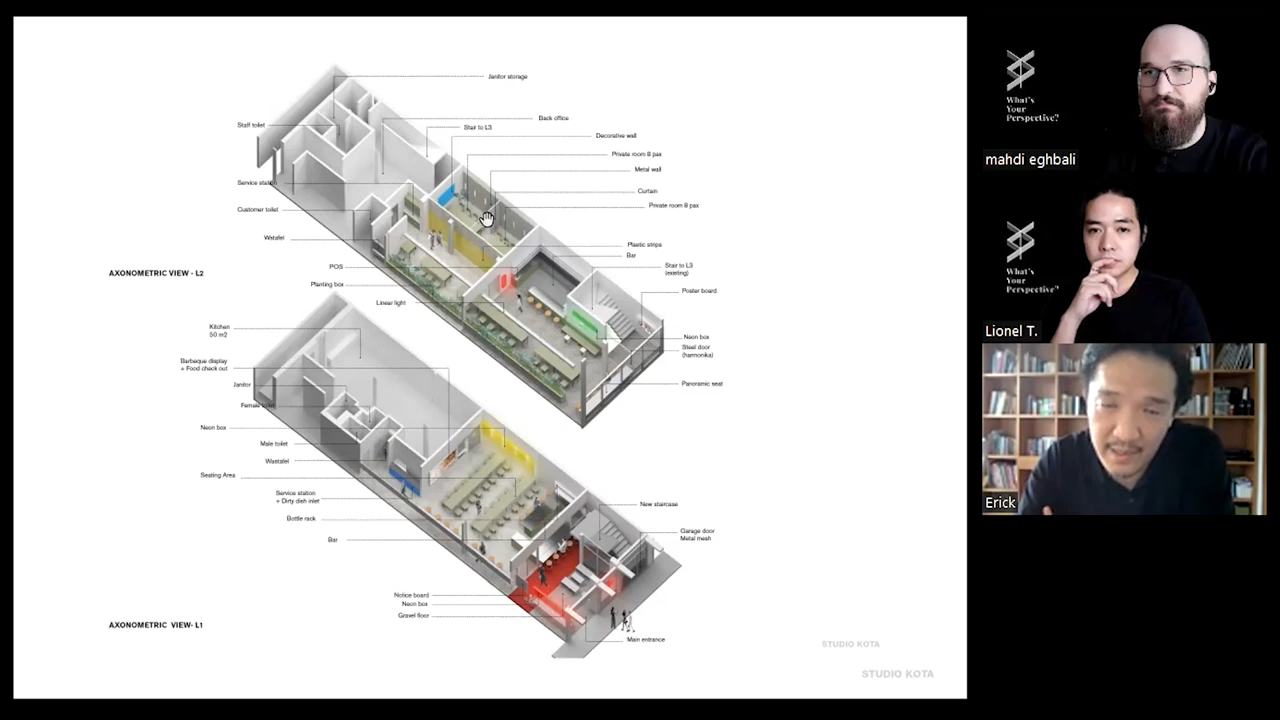 Janitor storage
Back office
Staff toilet
Stair to L3
Decorative wall
Private room 8 pax
Metal wall
Service station
Curtain
Private room 8 pax
Customer toilet
Watafel
Plastic strips
Bar
POS
Stair to L3
(existing)
AXONOMETRIC VIEW - L2
Planting box
Poster board
Linear light
Kitchen
50 m2
Neon box
Steel door
(harmonika)
Barbeque display
+ Food check out
Janitor
Panoramic seat
Female toilet
Neon box
Male toilet
Wastafel
Seating Area
Service station
+ Dirty dish inlet
New staircase
Bottle rack
Garage door
Metal mesh
Bar
Notice board
Neon box
Gravel floor
AXONOMETRIC VIEW- L1
Main entrance
STUDIO KOTA
STUDIO KOTA
What's
Your
Perspective?
mahdi eghbali
What's
Your
Perspective?
Lionel T.
Erick